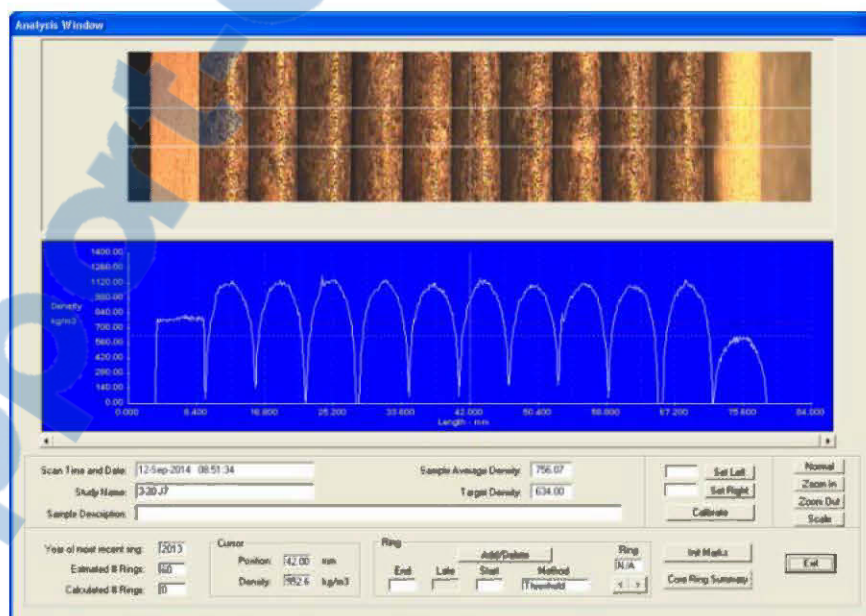 Analysis Window
1400.00
1260.00
1120.00
980.00
Density 840.00
kg/m3 700.00
560.00
420.00
280.00
140.00
0.00
0.000 8.400 16.800 25.200 33.600 42.000 50.400 58.800 67.200 75.600 84.000
Length - mm
Scan Time and Date: 12-Sep-2014 08:51:34 Sample Average Density: 756.07 Set Left Normal
Study Name: Target Density: 634.00 Set Right Zoom In
Sample Description: Calibrate Zoom Out
Scale
Year of most recent ring: 2013 Cursor Ring Add/Delete Ring Init Marks
Estimated # Rings: 60 Position: 42.00 mm End Late Start Method N/A Exit
Calculated # Rings: 0 Density: 952.6 kg/m3 Threshold < > Core Ring Summary